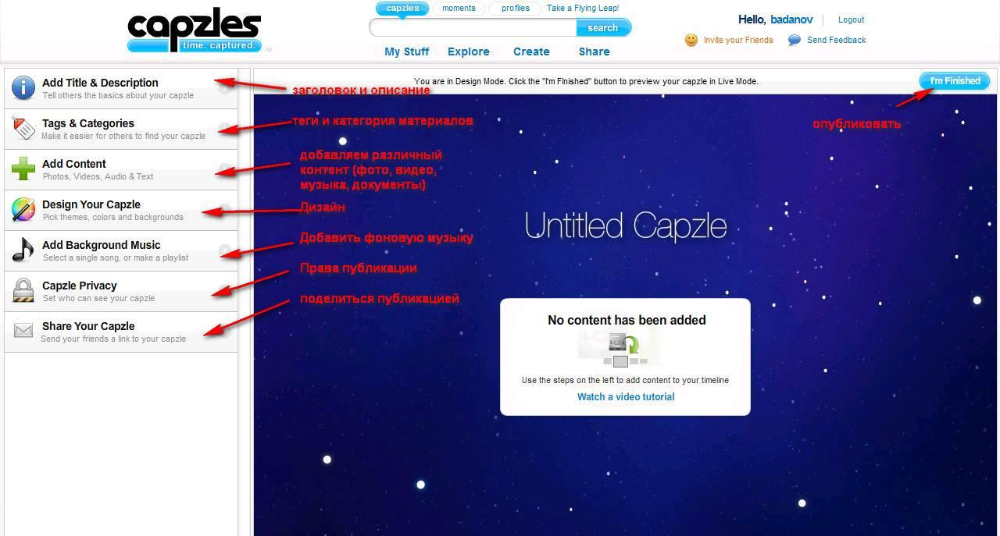 capzles
time. captured.
TM
capzles
moments
profiles
Take a Flying Leap!
search
My Stuff
Explore
Create
Share
Hello, badanov
Logout
Invite your Friends
Send Feedback
Add Title & Description
Tell others the basics about your capzle
Tags & Categories
Make it easier for others to find your capzle
Add Content
Photos, Videos, Audio & Text
Design Your Capzle
Pick themes, colors and backgrounds
Add Background Music
Select a single song, or make a playlist
Capzle Privacy
Set who can see your capzle
Share Your Capzle
Send your friends a link to your capzle
You are in Design Mode. Click the "I'm FInished" button to preview your capzle in Live Mode.
I'm Finished
заголовок и описание
теги и категория материалов
добавляем различный
контент (фото, видео,
музыка, документы)
Дизайн
Добавить фоновую музыку
Права публикации
поделиться публикацией
опубликовать
Untitled Capzle
No content has been added
Use the steps on the left to add content to your timeline
Watch a video tutorial